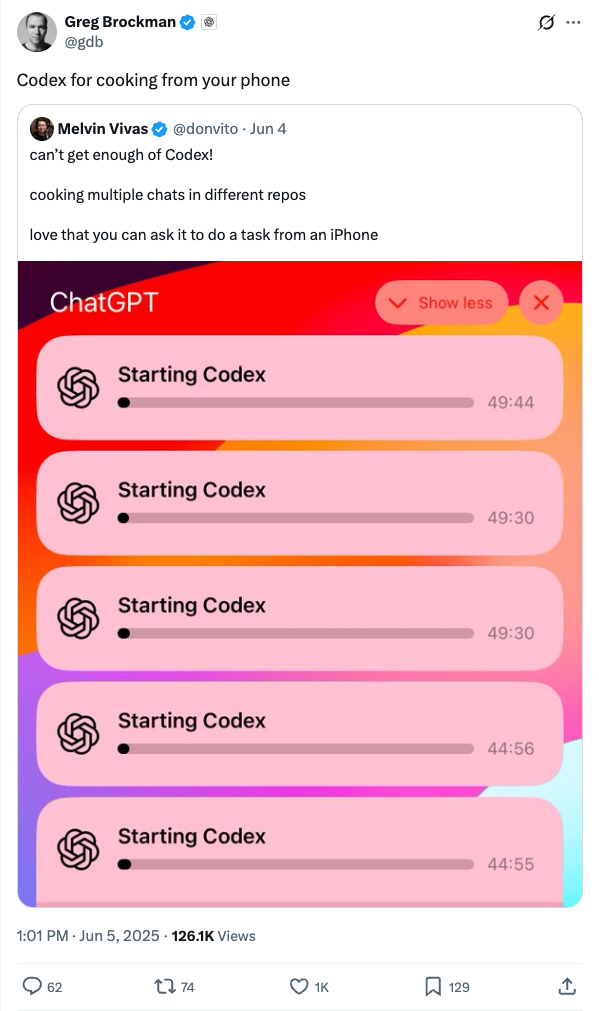 Greg Brockman
@gdb
Codex for cooking from your phone
Melvin Vivas @donvito · Jun 4
can’t get enough of Codex!
cooking multiple chats in different repos
love that you can ask it to do a task from an iPhone
ChatGPT
Show less
Starting Codex
49:44
Starting Codex
49:30
Starting Codex
49:30
Starting Codex
44:56
Starting Codex
44:55
1:01 PM · Jun 5, 2025 · 126.1K Views
62 74 1K 129